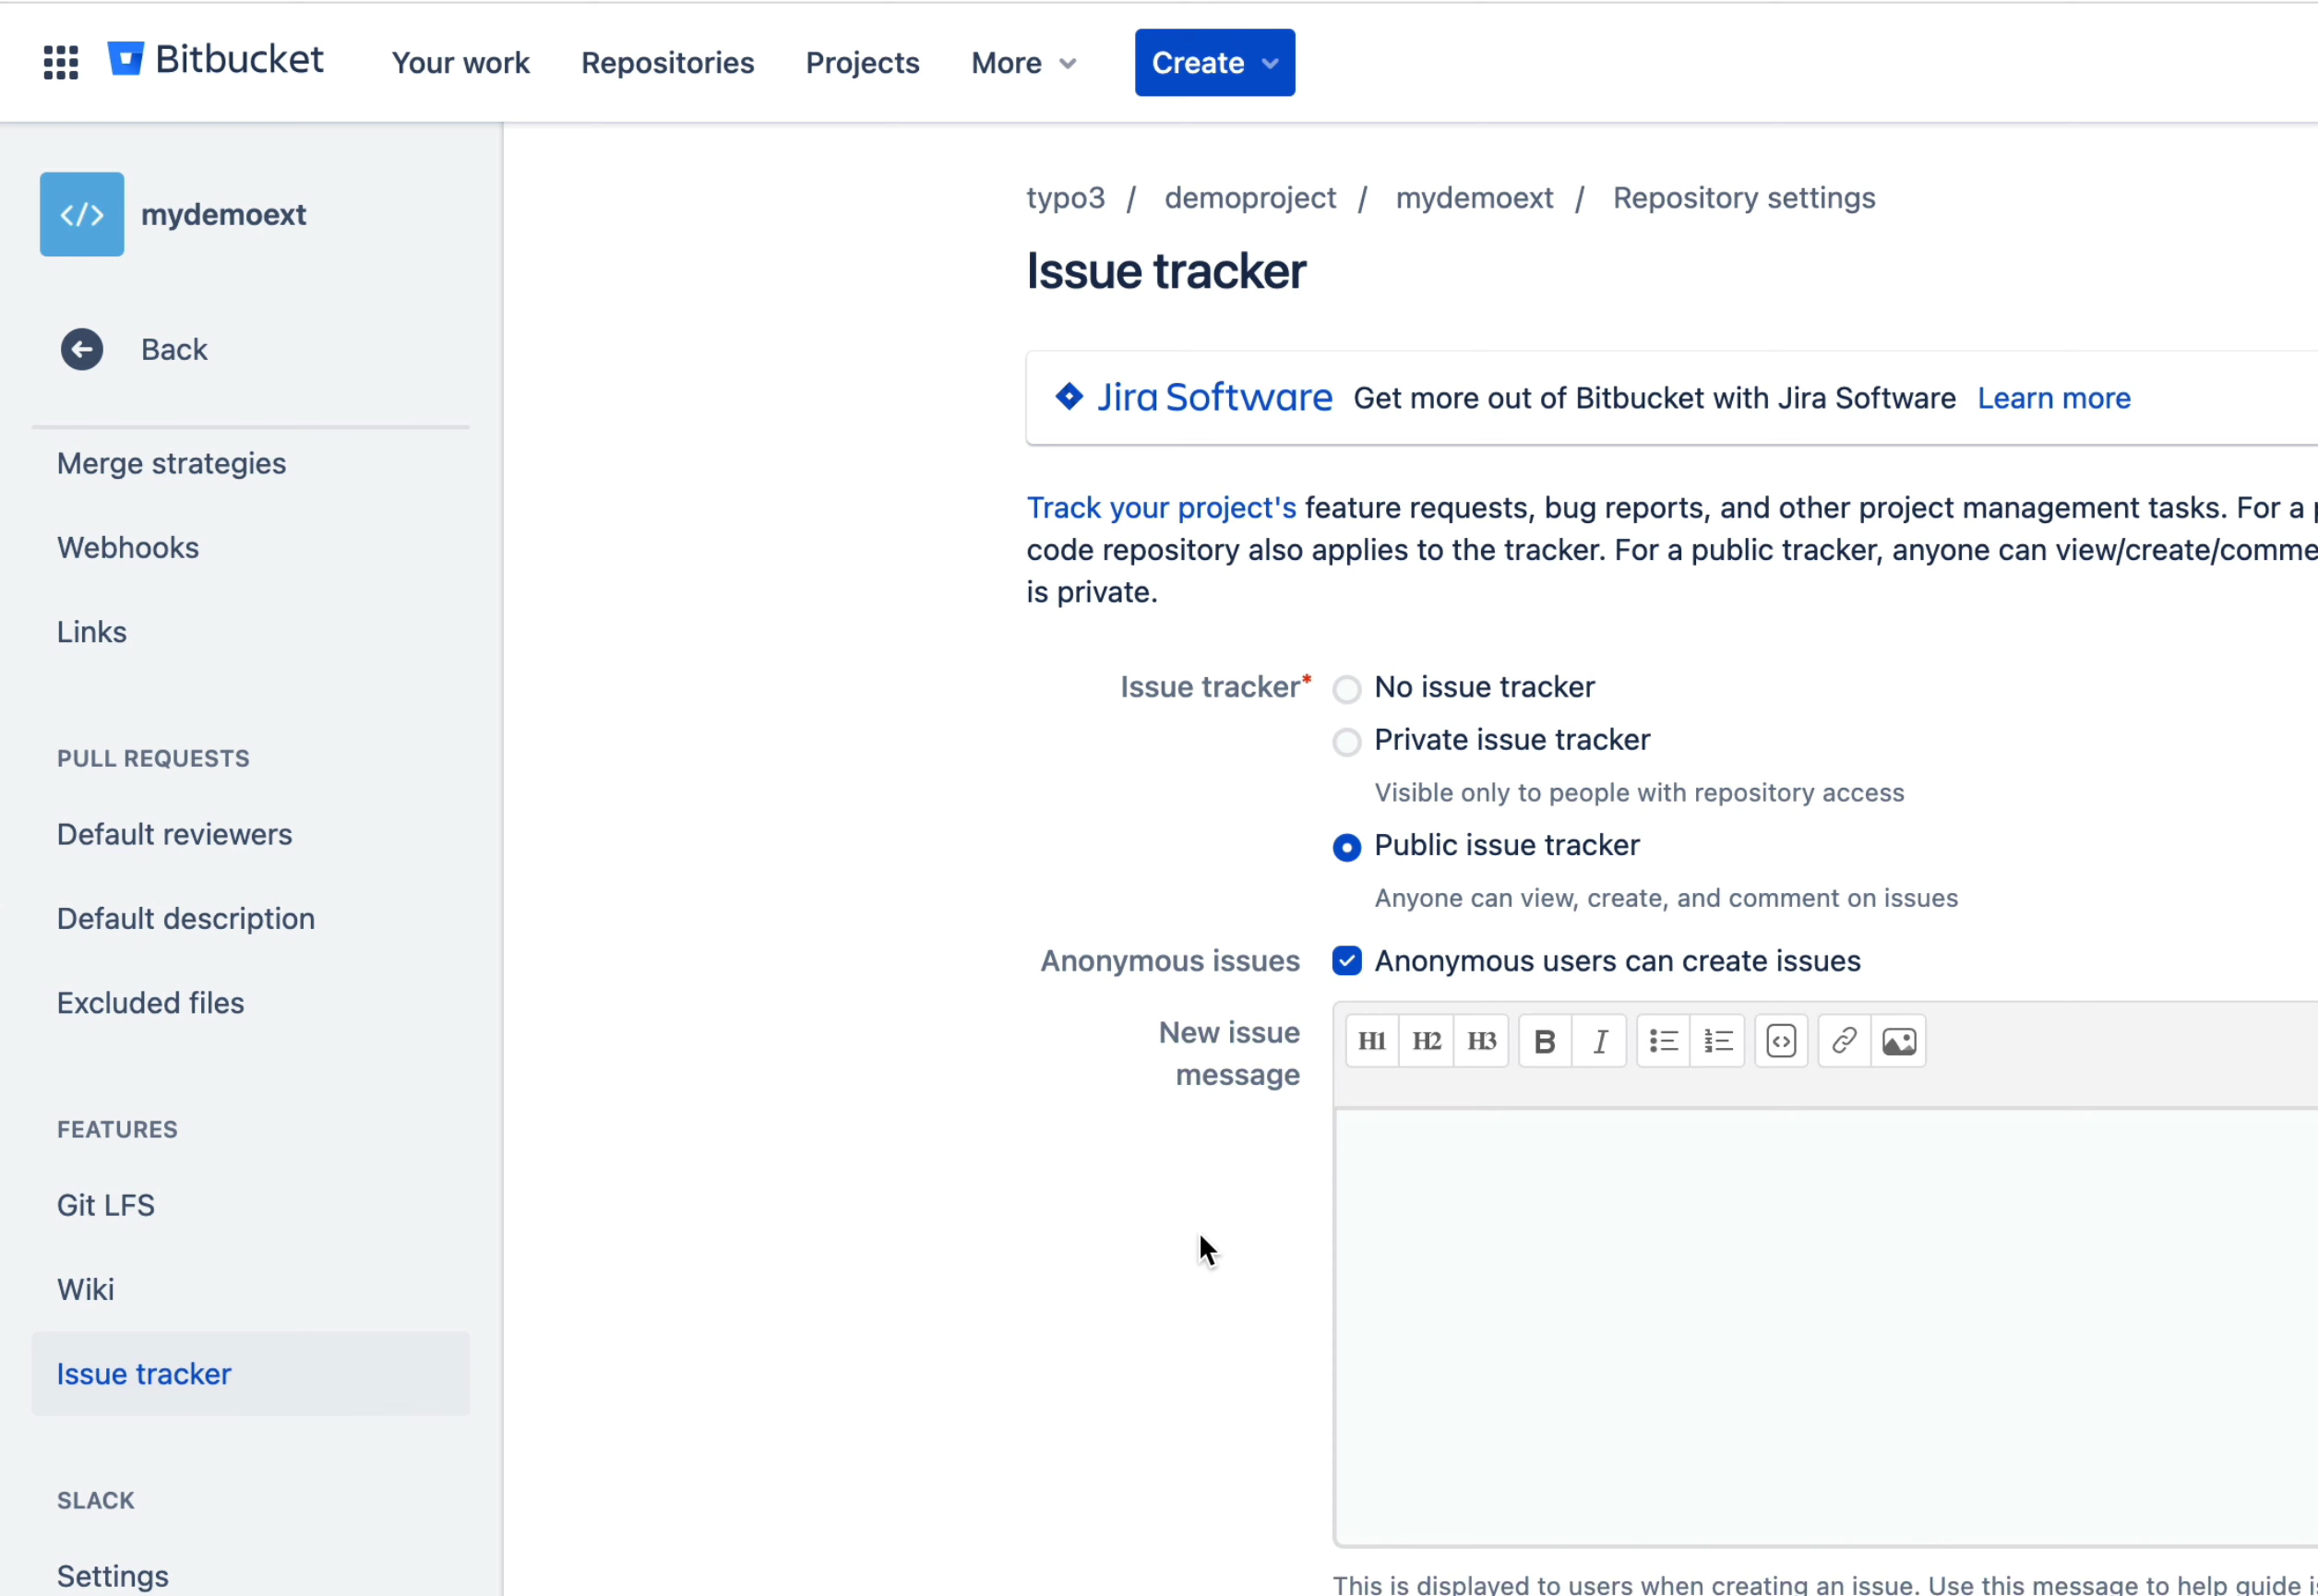 Bitbucket Your work Repositories Projects More Create
mydemoext
Back
Merge strategies
Webhooks
Links
PULL REQUESTS
Default reviewers
Default description
Excluded files
FEATURES
Git LFS
Wiki
Issue tracker
SLACK
Settings
typo3 / demoproject / mydemoext / Repository settings
Issue tracker
Jira Software Get more out of Bitbucket with Jira Software Learn more
Track your project's feature requests, bug reports, and other project management tasks. For a
code repository also applies to the tracker. For a public tracker, anyone can view/create/comme
is private.
Issue tracker* No issue tracker
Private issue tracker
Visible only to people with repository access
Public issue tracker
Anyone can view, create, and comment on issues
Anonymous issues Anonymous users can create issues
New issue
message
H1 H2 H3 B I
This is displayed to users when creating an issue. Use this message to help guide